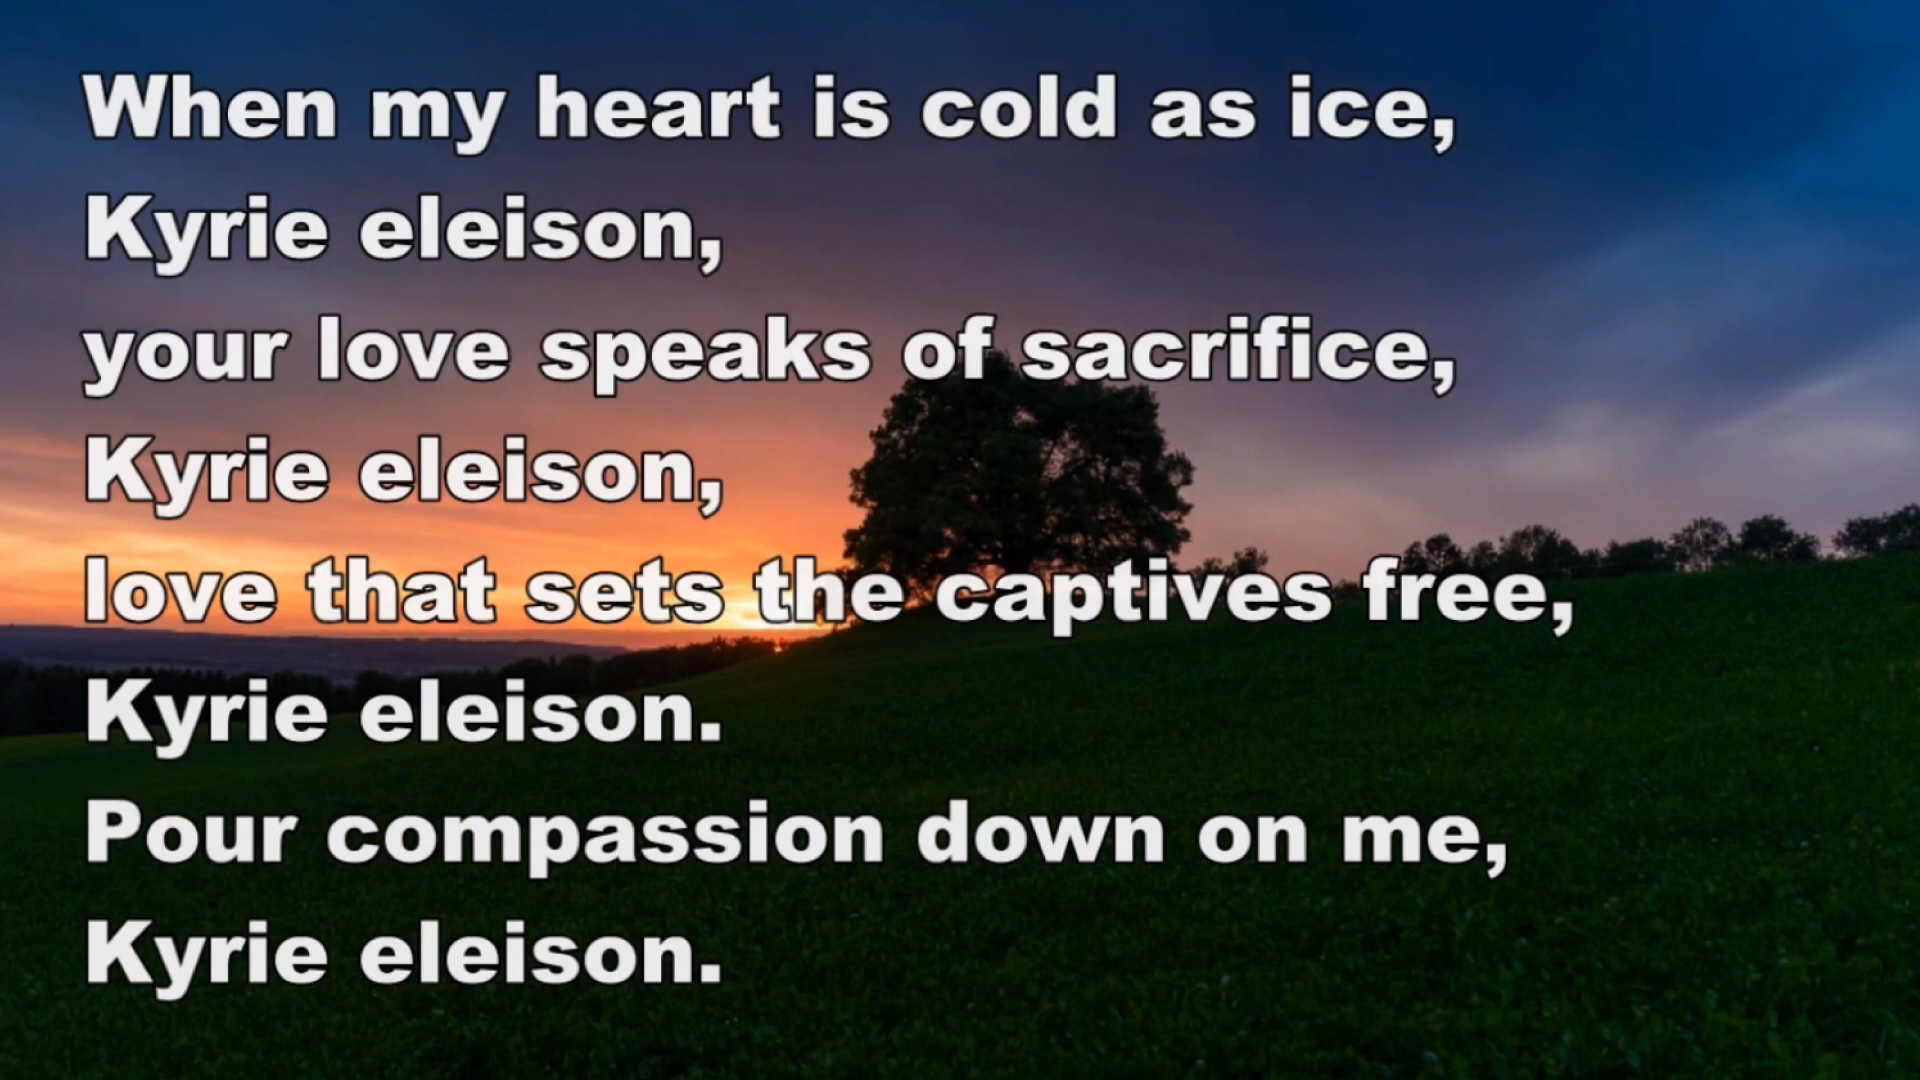 When my heart is cold as ice,
Kyrie eleison,
your love speaks of sacrifice,
Kyrie eleison,
love that sets the captives free,
Kyrie eleison.
Pour compassion down on me,
Kyrie eleison.